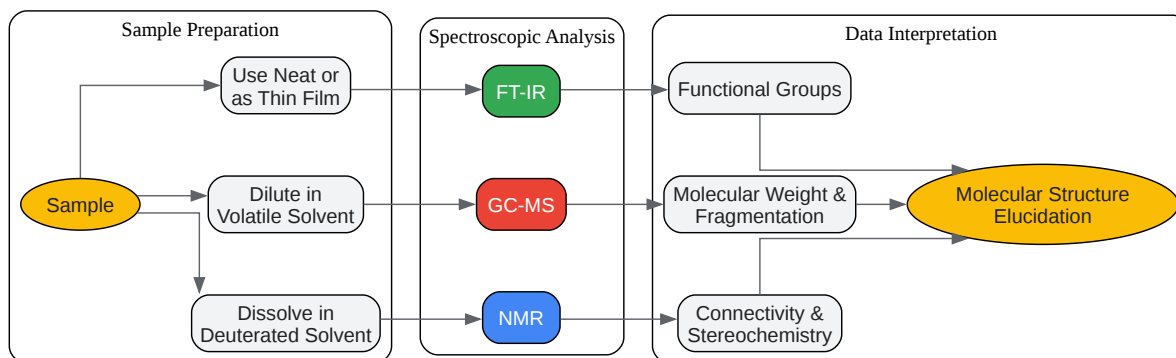 Sample Preparation
Spectroscopic Analysis
Data Interpretation
Use Neat or
as Thin Film
FT-IR
Functional Groups
Sample
Dilute in
Volatile Solvent
GC-MS
Molecular Weight &
Fragmentation
Molecular Structure
Elucidation
Dissolve in
Deuterated Solvent
NMR
Connectivity &
Stereochemistry